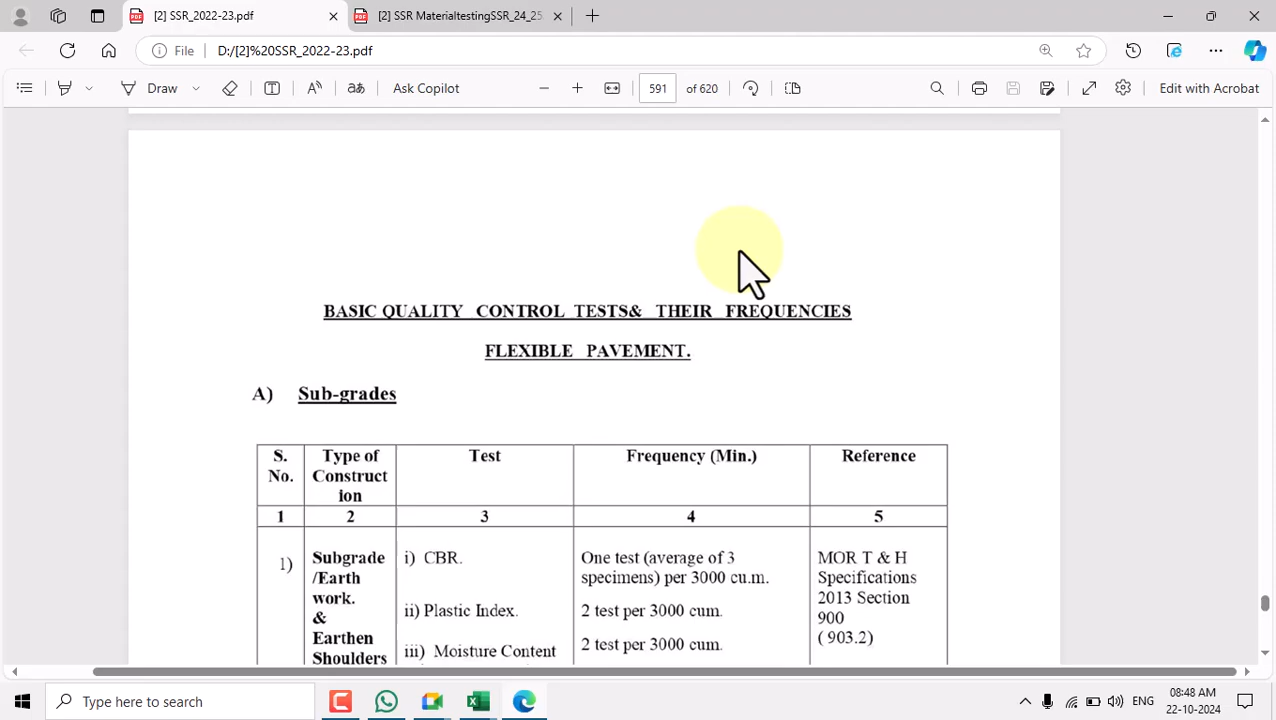 [2] SSR_2022-23.pdf
[2] SSR MaterialtestingSSR_24_25
File
D:/[2]%20SSR_2022-23.pdf
Draw
Ask Copilot
591 of 620
Edit with Acrobat
BASIC QUALITY CONTROL TESTS& THEIR FREQUENCIES
FLEXIBLE PAVEMENT.
A) Sub-grades
S. No.
Type of Construct ion
Test
Frequency (Min.)
Reference
1 2 3 4 5
1)
Subgrade
/Earth
work.
&
Earthen
Shoulders
i) CBR.
ii) Plastic Index.
iii) Moisture Content
One test (average of 3
specimens) per 3000 cu.m.
2 test per 3000 cum.
2 test per 3000 cum.
MOR T & H
Specifications
2013 Section
900
( 903.2)
Type here to search
ENG
08:48 AM
22-10-2024